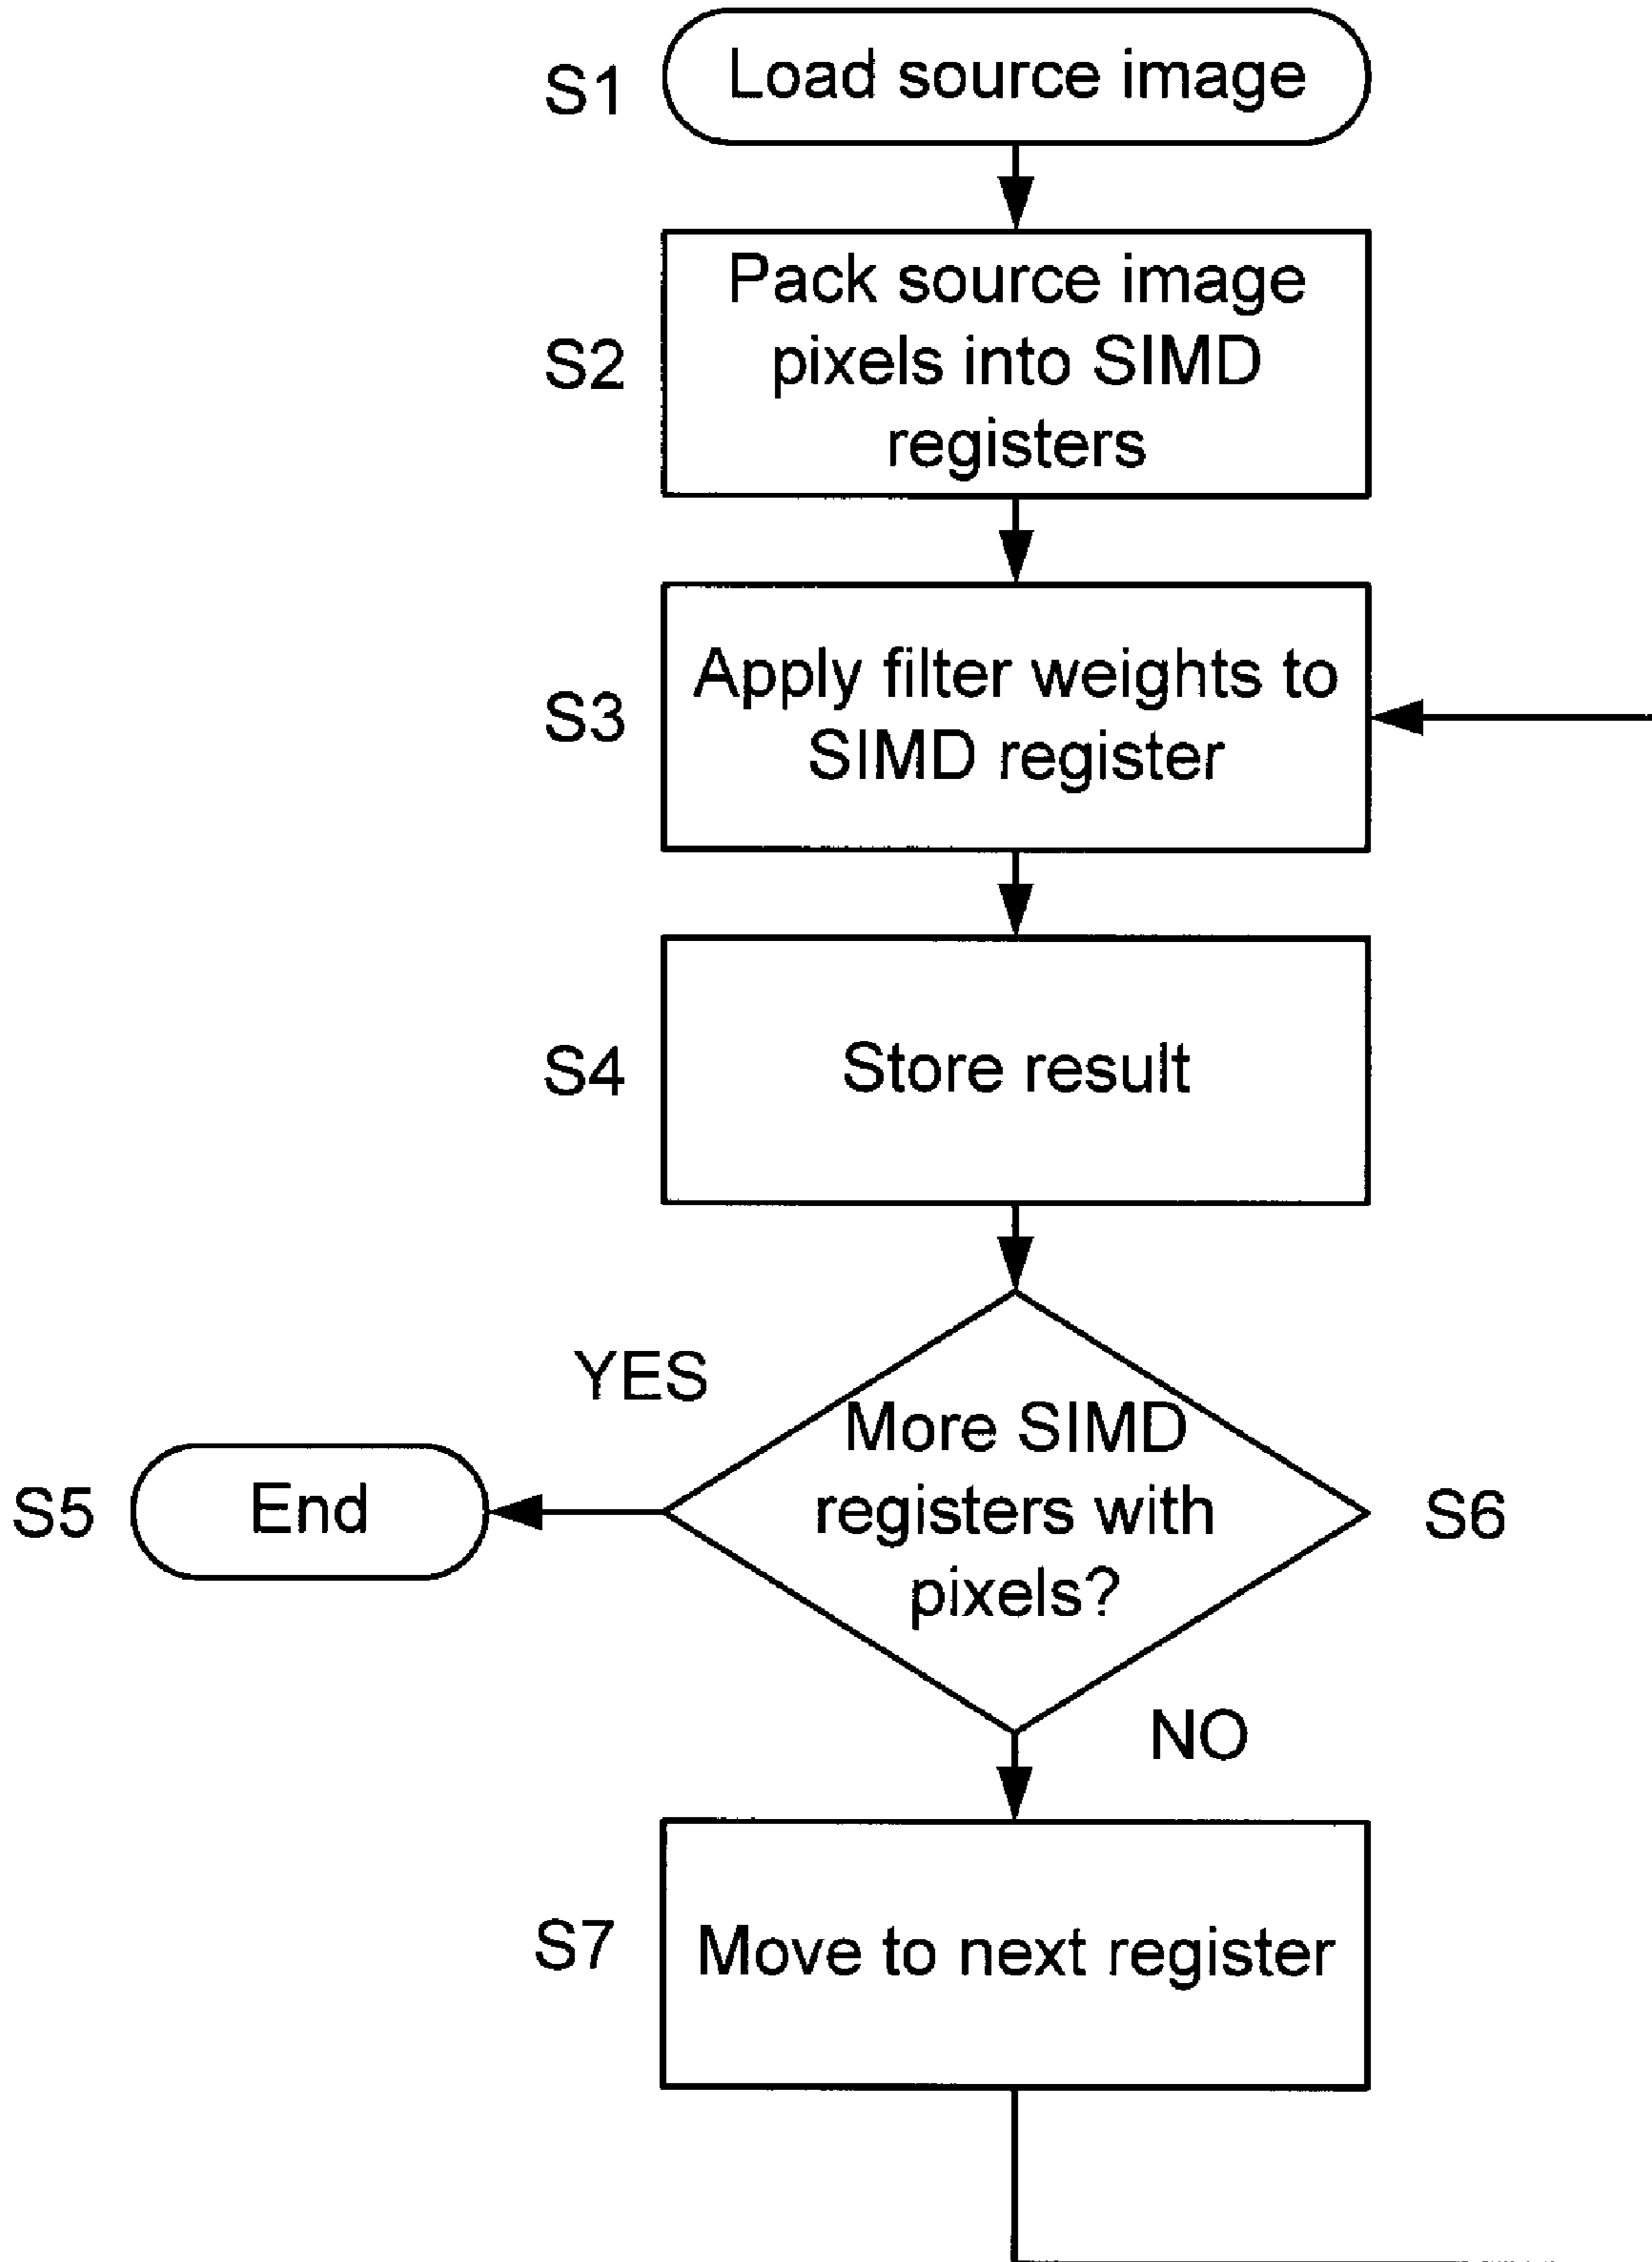 S1
Load source image
S2
Pack source image
pixels into SIMD
registers
S3
Apply filter weights to
SIMD register
S4
Store result
YES
More SIMD
registers with
pixels?
S5
End
S6
NO
S7
Move to next register